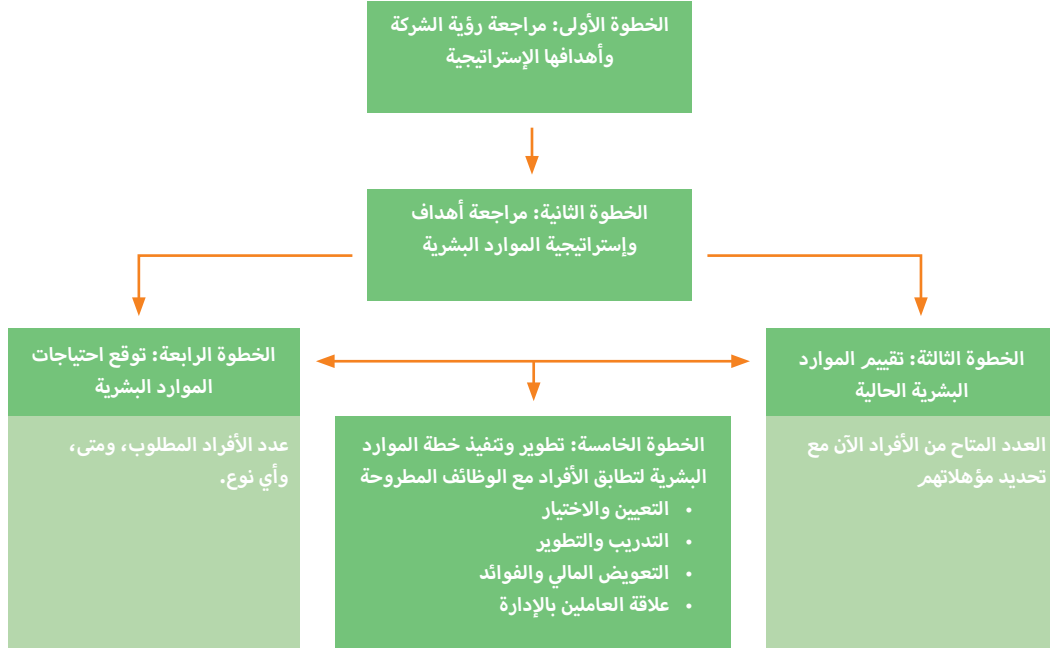 الخطوة الأولى: مراجعة رؤية الشركة
وأهدافها الإستراتيجية
الخطوة الثانية: مراجعة أهداف
وإستراتيجية الموارد البشرية
الخطوة الثالثة: تقييم الموارد
البشرية الحالية
العدد المتاح من الأفراد الآن مع
تحديد مؤهلاتهم
الخطوة الرابعة: توقع احتياجات
الموارد البشرية
عدد الأفراد المطلوب، ومتى،
وأي نوع.
الخطوة الخامسة: تطوير وتنفيذ خطة الموارد
البشرية لتطابق الأفراد مع الوظائف المطروحة
• التعيين والاختيار
• التدريب والتطوير
• التعويض المالي والفوائد
• علاقة العاملين بالإدارة